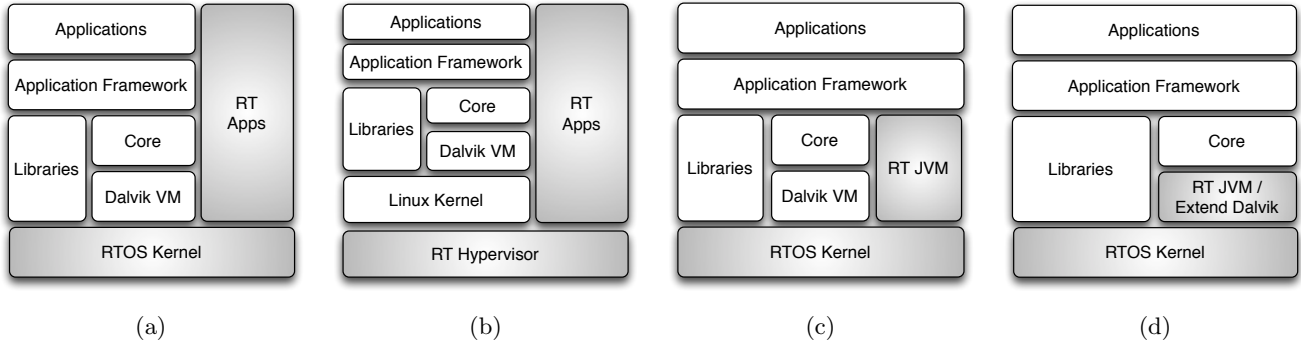 Applications
Application Framework
Libraries
Core
Dalvik VM
RT
Apps
RTOS Kernel
(a)
Applications
Application Framework
Libraries
Core
Dalvik VM
Linux Kernel
RT
Apps
RT Hypervisor
(b)
Applications
Application Framework
Libraries
Core
Dalvik VM
RT JVM
RTOS Kernel
(c)
Applications
Application Framework
Libraries
Core
RT JVM /
Extend Dalvik
RTOS Kernel
(d)